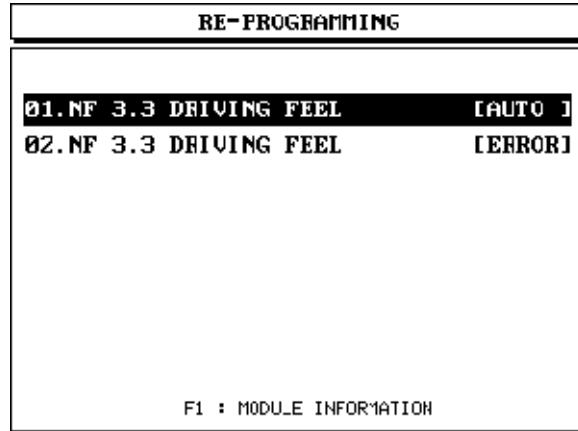 RE-PROGRAMMING
01.NF 3.3 DRIVING FEEL [AUTO ]
02.NF 3.3 DRIVING FEEL [ERROR]
F1 : MODULE INFORMATION